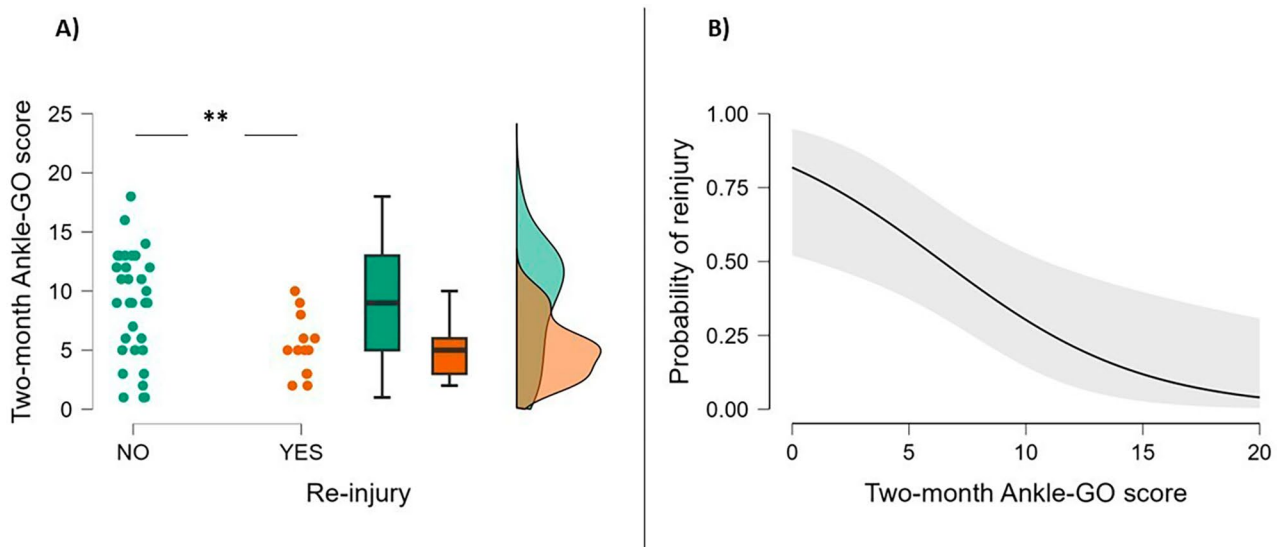 A)
**
Two-month Ankle-GO score
25
20
15
10
5
0
NO
YES
Re-injury
B)
Probability of reinjury
1.00
0.75
0.50
0.25
0.00
0
5
10
15
20
Two-month Ankle-GO score